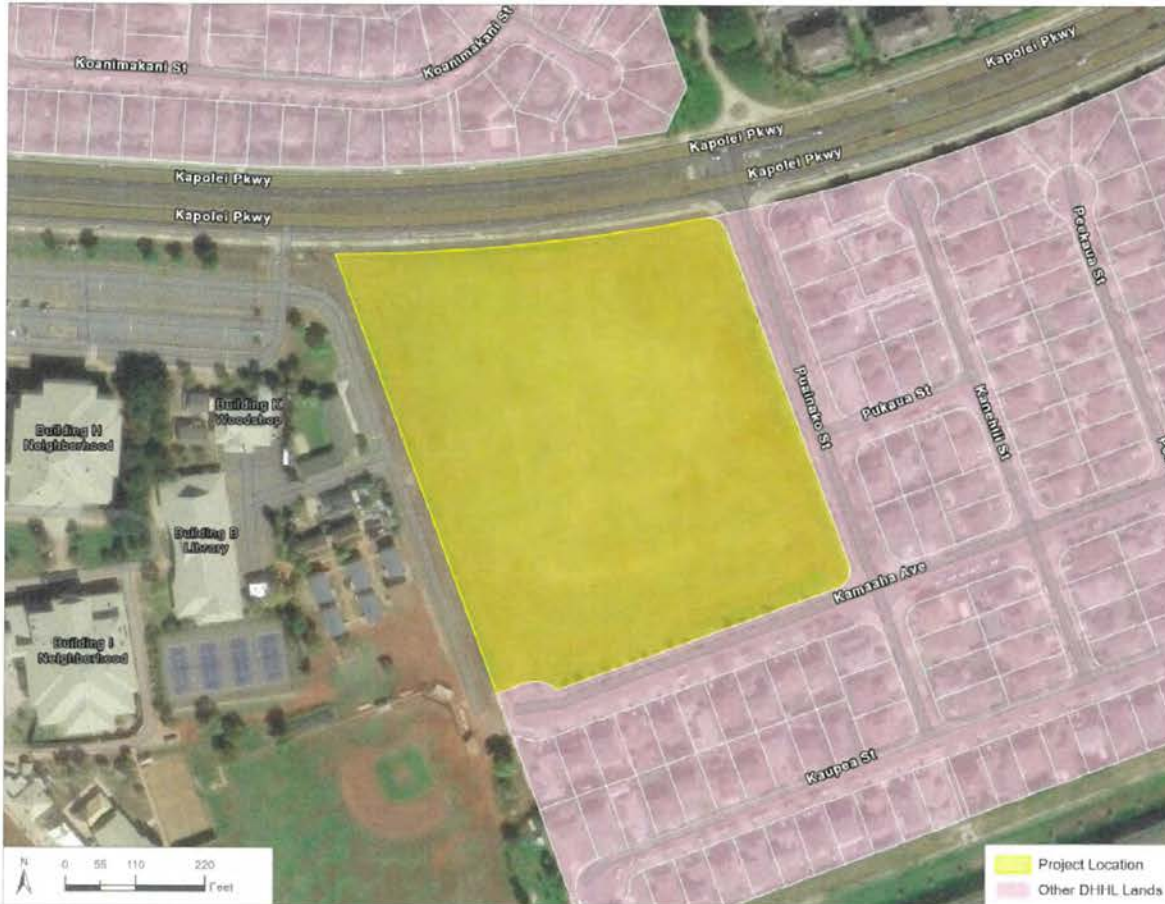 Koanimakani St
Koanimakani St
Kapolei Pkwy
Kapolei Pkwy
Kapolei Pkwy
Kapolei Pkwy
Kapolei Pkwy
Peekaua St
Puainako St
Pukaua St
Kanehili St
Building K
Woodshop
Building H
Neighborhood
Building B
Library
Kamaaha Ave
Building I
Neighborhood
Kaupea St
N
0 55 110 220
Feet
Project Location
Other DHHL Lands